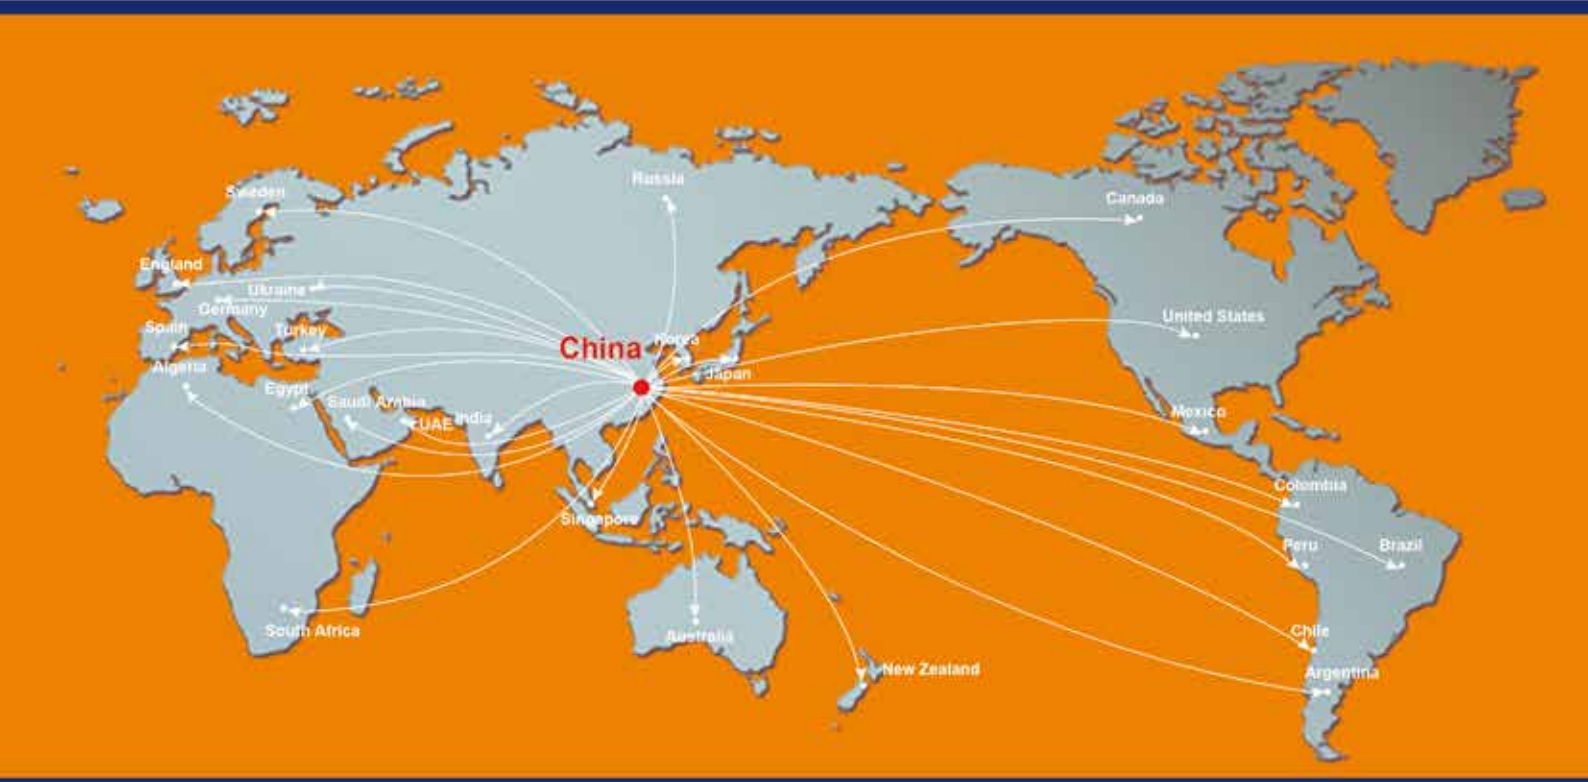 Russia
Sweden
Canada
England
Ukraine
Germany
United States
Spain
Turkey
Korea
China
Algeria
Japan
Egypt
Saudi Arabia
UAE
India
Mexico
Colombia
Singapore
Peru
Brazil
South Africa
Australia
Chile
New Zealand
Argentina